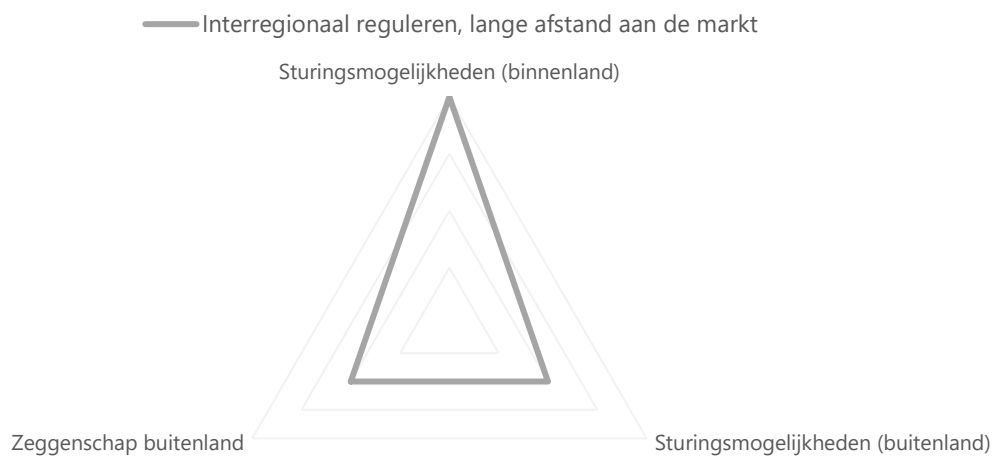 Interregionaal reguleren, lange afstand aan de markt
Sturingsmogelijkheden (binnenland)
Zeggenschap buitenland
Sturingsmogelijkheden (buitenland)